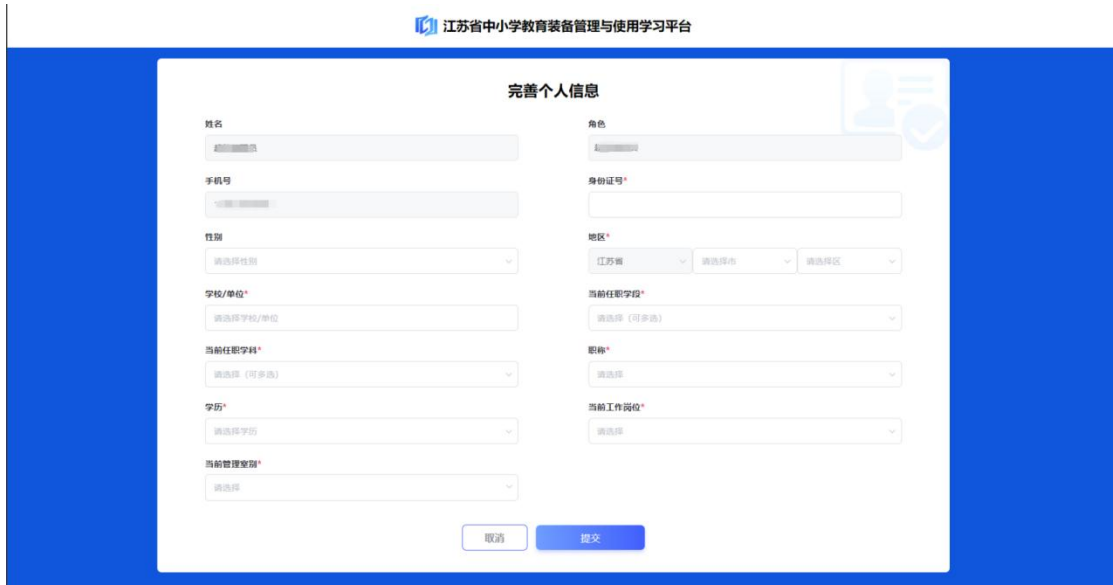 江苏省中小学教育装备管理与使用学习平台
完善个人信息
姓名
角色
手机号
身份证号*
性别
请选择性别
地区*
江苏省 请选择市 请选择区
学校/单位*
请选择学校/单位
当前任职学段*
请选择（可多选）
当前任职学科*
请选择（可多选）
职称*
请选择
学历*
请选择学历
当前工作岗位*
请选择
当前管理室别*
请选择
取消 提交